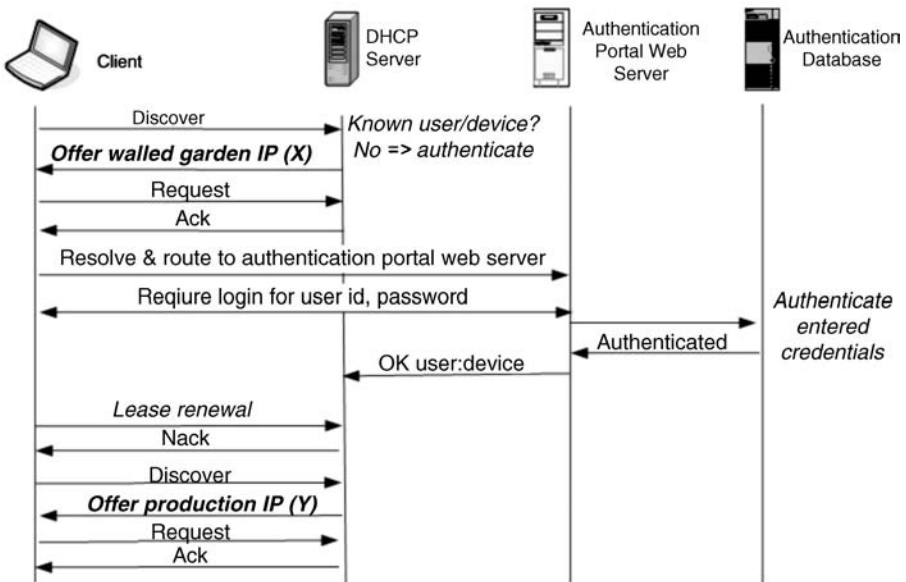 Client
DHCP
Server
Authentication
Portal Web
Server
Authentication
Database
Discover
Known user/device?
No => authenticate
Offer walled garden IP (X)
Request
Ack
Resolve & route to authentication portal web server
Reqiure login for user id, password
Authenticate
entered
credentials
Authenticated
OK user:device
Lease renewal
Nack
Discover
Offer production IP (Y)
Request
Ack